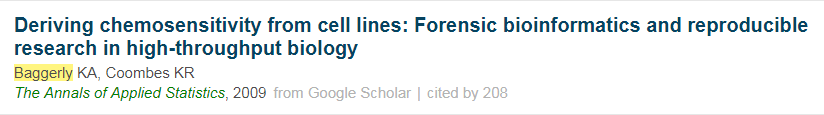 Deriving chemosensitivity from cell lines: Forensic bioinformatics and reproducible
research in high-throughput biology
Baggerly KA, Coombes KR
The Annals of Applied Statistics, 2009 from Google Scholar | cited by 208